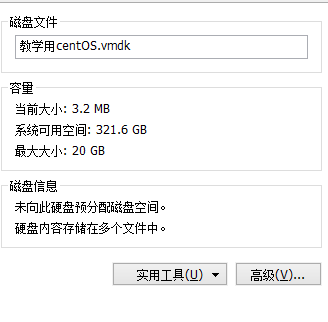 磁盘文件
教学用centOS.vmdk
容量
当前大小: 3.2 MB
系统可用空间: 321.6 GB
最大大小: 20 GB
磁盘信息
未向此硬盘预分配磁盘空间。
硬盘内容存储在多个文件中。
实用工具(U) 高级(V)...